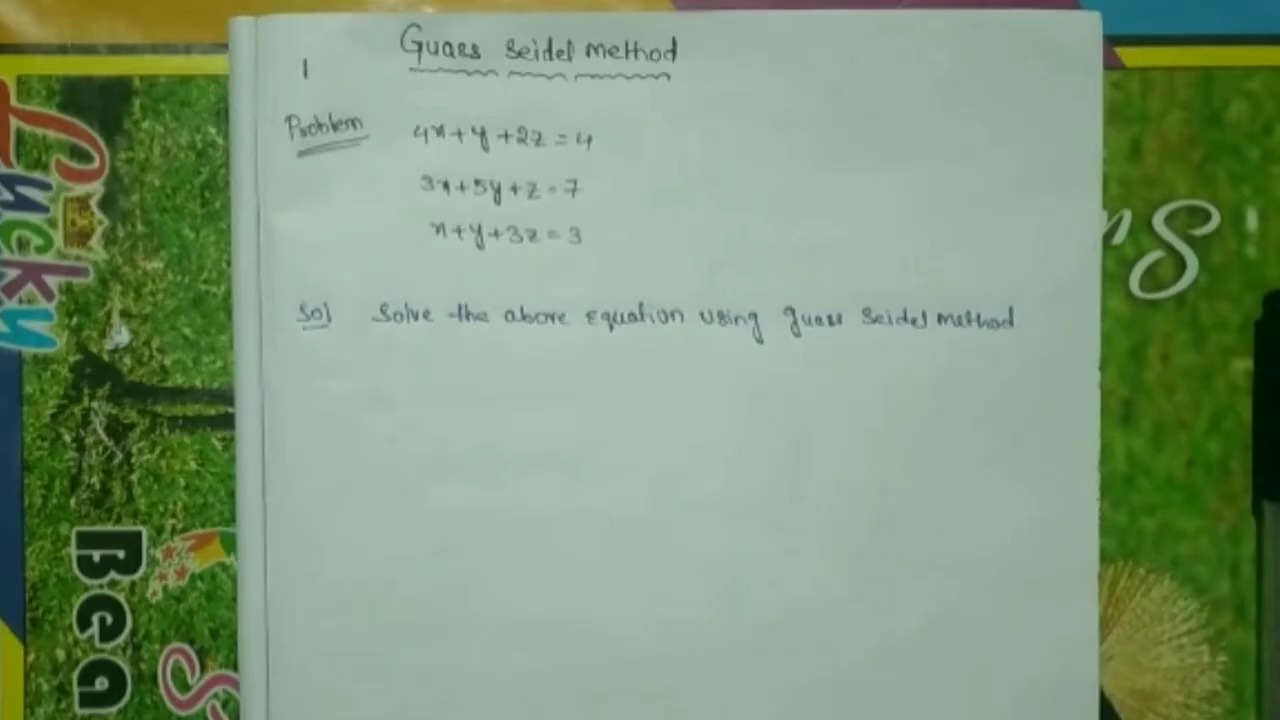 Guass Seidel method
1
Problem 4x+y+2z=4
3x+5y+z=7
x+y+3z=3
Sol Solve the above equation using guass Seidel method
Lucky
Bea